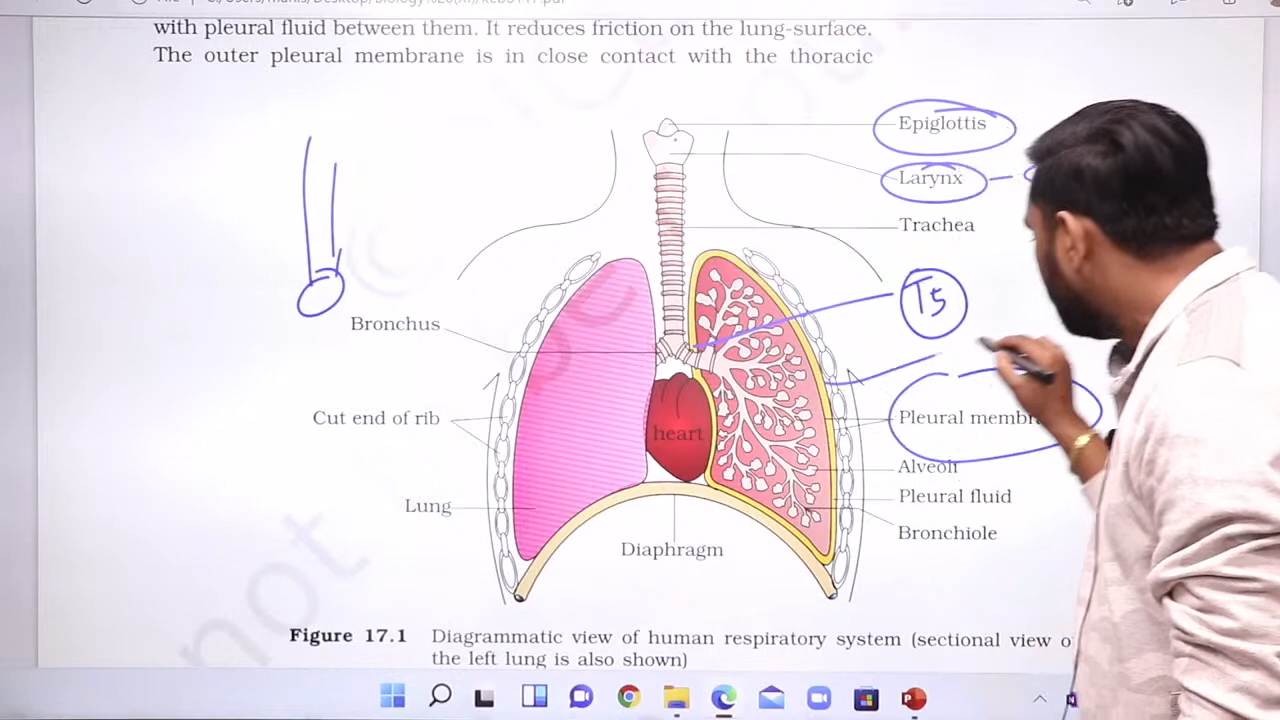 with pleural fluid between them. It reduces friction on the lung-surface.
The outer pleural membrane is in close contact with the thoracic
Epiglottis
Larynx
Trachea
T5
Bronchus
Cut end of rib
heart
Pleural
Alveoli
Pleural fluid
Lung
Bronchiole
Diaphragm
not
Figure 17.1 Diagrammatic view of human respiratory system (sectional view
the left lung is also shown)